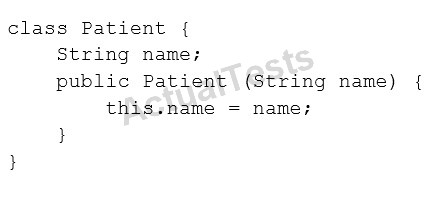 class Patient {
    String name;
    public Patient (String name) {
        this.name = name;
    }
}
ActualTests